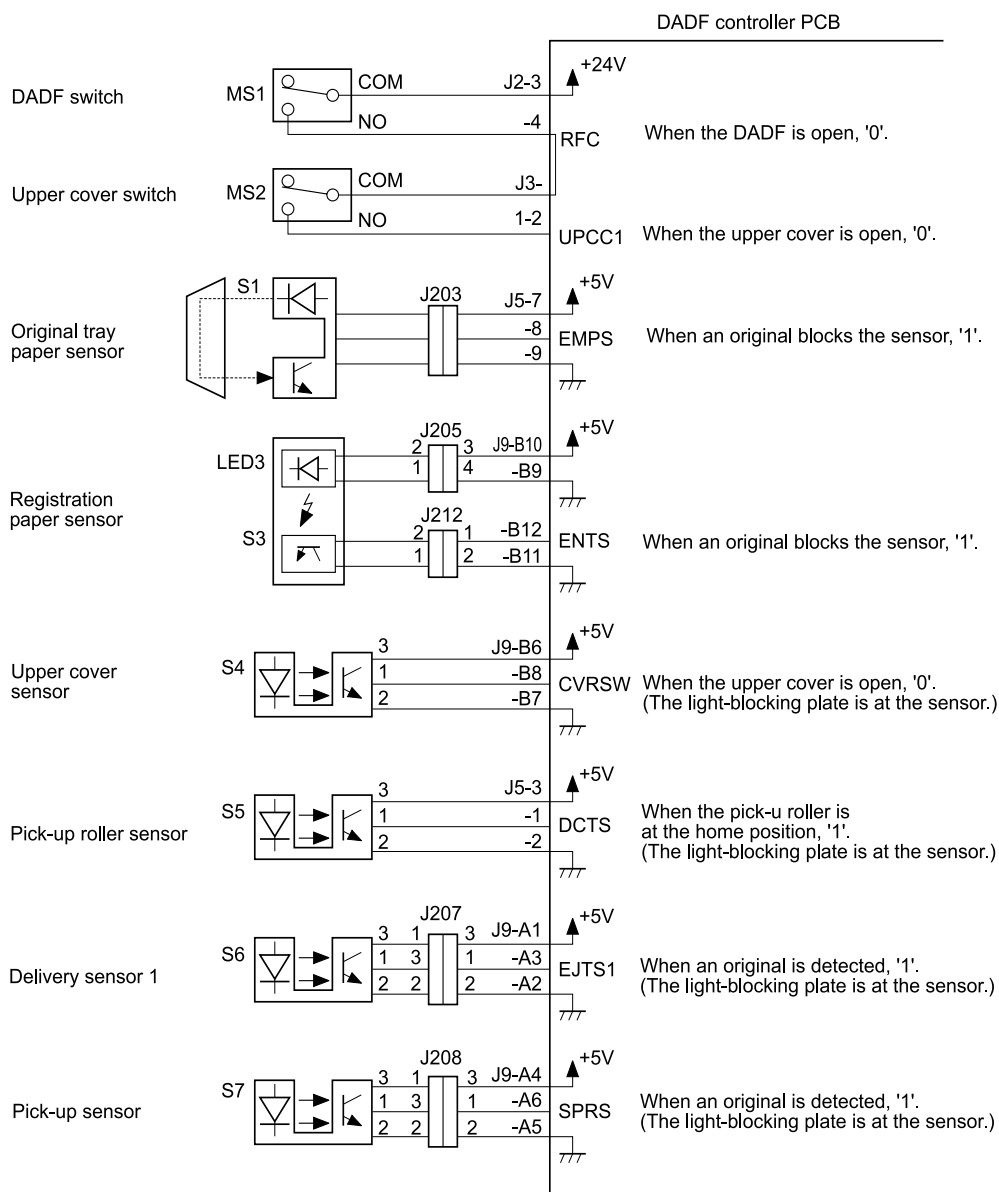 DADF controller PCB
+24V
DADF switch
MS1
COM
J2-3
NO
-4
RFC
When the DADF is open, '0'.
Upper cover switch
MS2
COM
J3-
NO
1-2
UPCC1
When the upper cover is open, '0'.
+5V
S1
J203
J5-7
Original tray
paper sensor
-8
EMPS
When an original blocks the sensor, '1'.
-9
+5V
J205
LED3
2
3
J9-B10
1
4
-B9
Registration
paper sensor
J212
S3
2
1
-B12
ENTS
When an original blocks the sensor, '1'.
1
2
-B11
+5V
Upper cover
sensor
S4
3
J9-B6
1
-B8
CVRSW
When the upper cover is open, '0'.
(The light-blocking plate is at the sensor.)
2
-B7
+5V
Pick-up roller sensor
S5
3
J5-3
1
-1
DCTS
When the pick-u roller is
at the home position, '1'.
(The light-blocking plate is at the sensor.)
2
-2
+5V
J207
Delivery sensor 1
S6
3
1
3
J9-A1
1
3
1
-A3
EJTS1
When an original is detected, '1'.
(The light-blocking plate is at the sensor.)
2
2
2
-A2
+5V
J208
Pick-up sensor
S7
3
1
3
J9-A4
1
3
1
-A6
SPRS
When an original is detected, '1'.
(The light-blocking plate is at the sensor.)
2
2
2
-A5